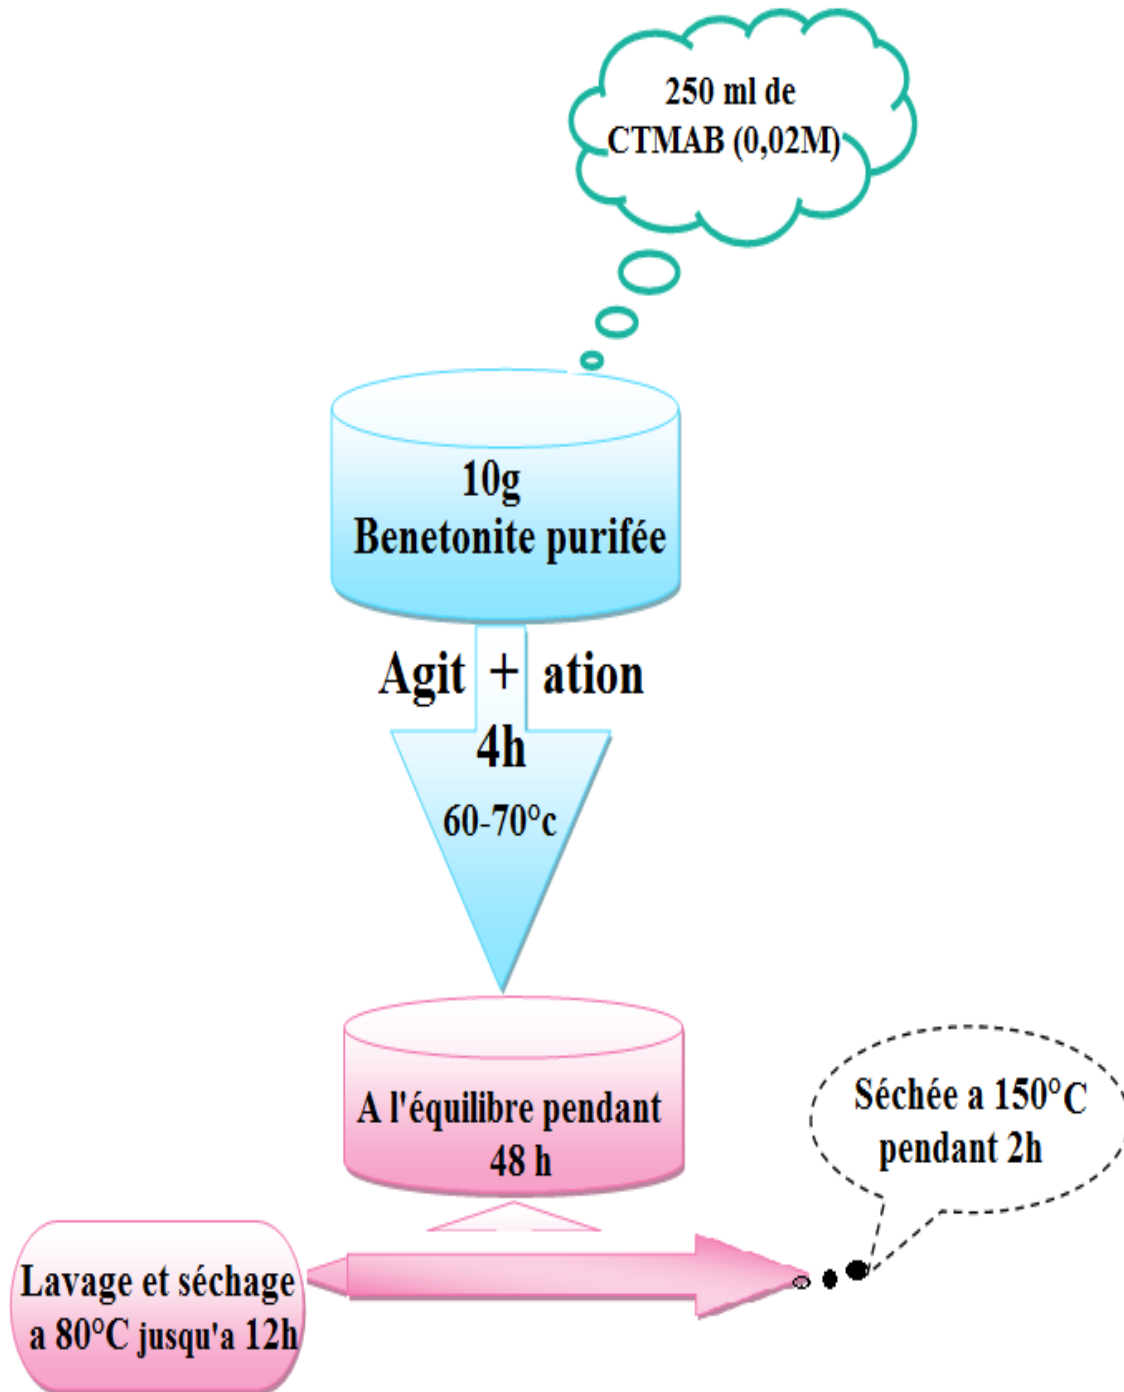 250 ml de
CTMAB (0,02M)
10g
Benetonite purifée
Agit + ation
4h
60-70°c
A l'équilibre pendant
48 h
Séchée a 150°C
pendant 2h
Lavage et séchage
a 80°C jusqu'a 12h